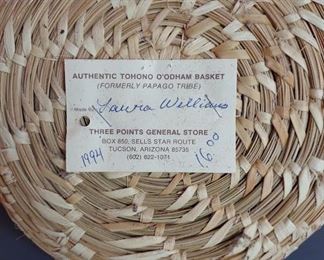 AUTHENTIC TOHONO O'ODHAM BASKET
(FORMERLY PAPAGO TRIBE)
Made by Laura Williams
THREE POINTS GENERAL STORE
BOX 850, SELLS STAR ROUTE
TUCSON, ARIZONA 85735
(602) 822-1071
1994 16.00